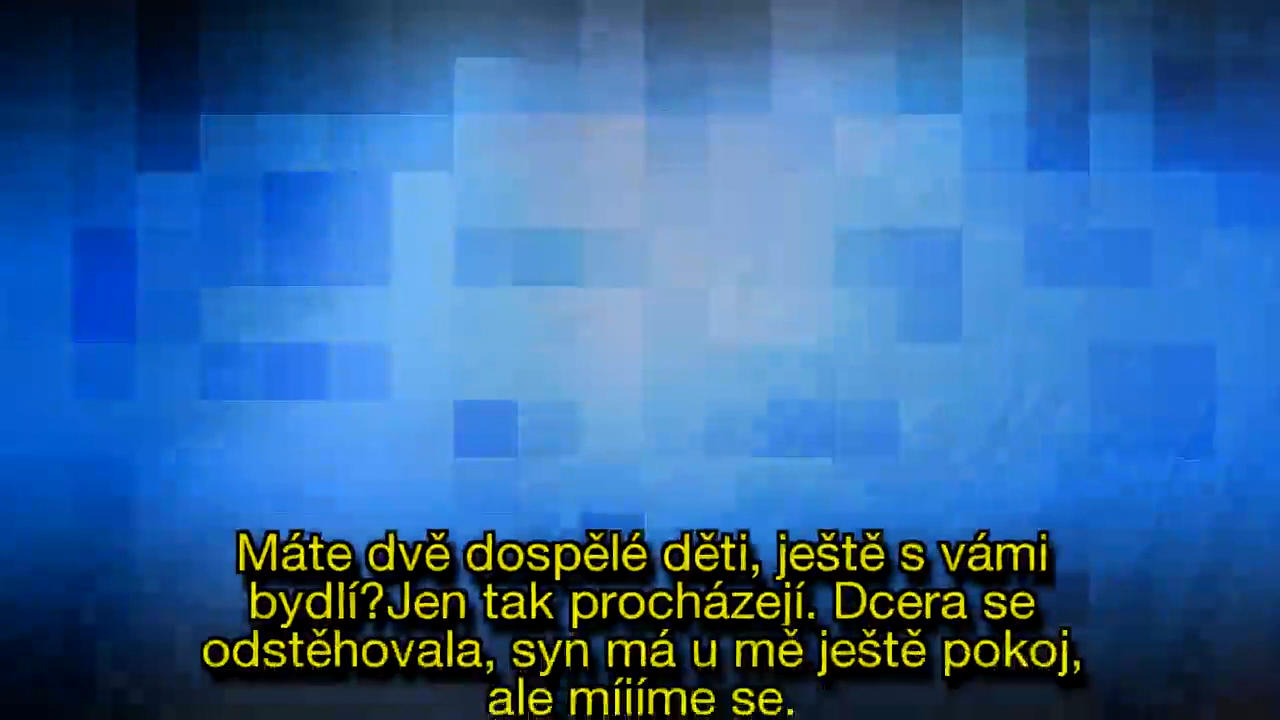 Máte dvě dospělé děti, ještě s vámi
bydlí?Jen tak procházejí. Dcera se
odstěhovala, syn má u mě ještě pokoj,
ale míjíme se.